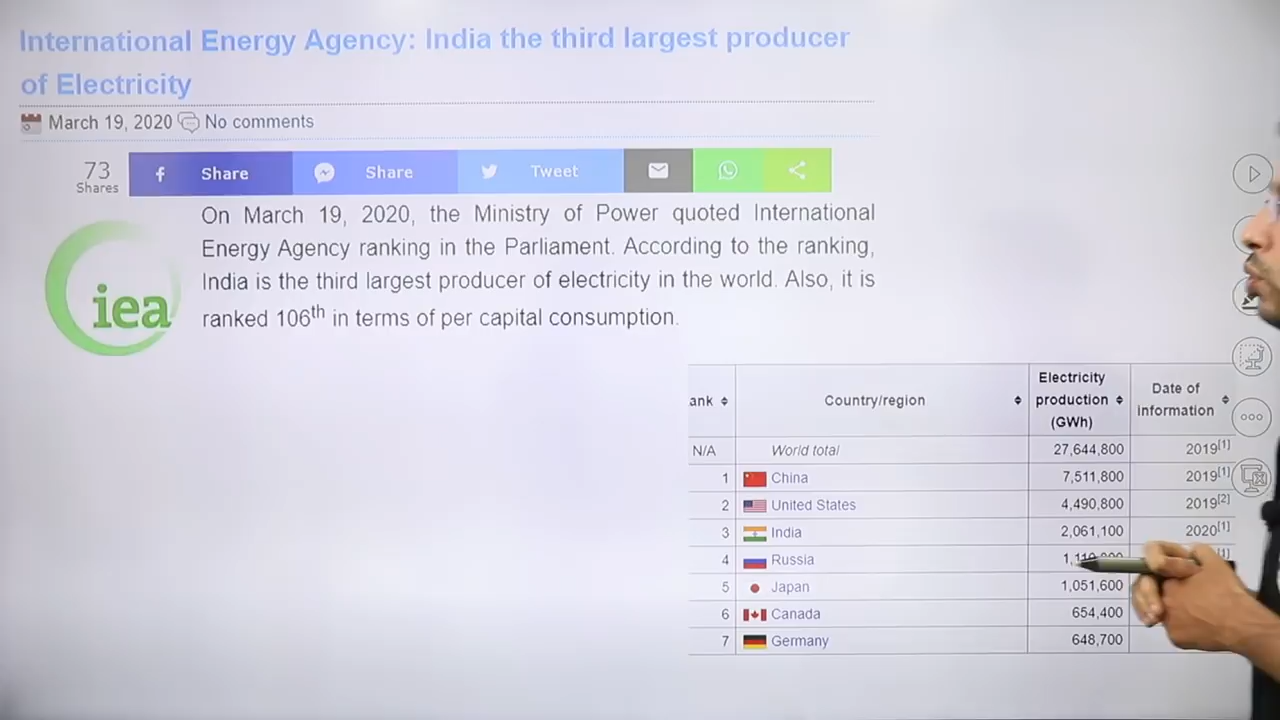 International Energy Agency: India the third largest producer
of Electricity
March 19, 2020 No comments
73
Shares
Share
Share
Tweet
iea
On March 19, 2020, the Ministry of Power quoted International
Energy Agency ranking in the Parliament. According to the ranking,
India is the third largest producer of electricity in the world. Also, it is
ranked 106th in terms of per capital consumption.
ank Country/region Electricity production (GWh) Date of information
N/A World total 27,644,800 2019[1]
1 China 7,511,800 2019[1]
2 United States 4,490,800 2019[2]
3 India 2,061,100 2020[1]
4 Russia [1]
5 Japan 1,051,600
6 Canada 654,400
7 Germany 648,700